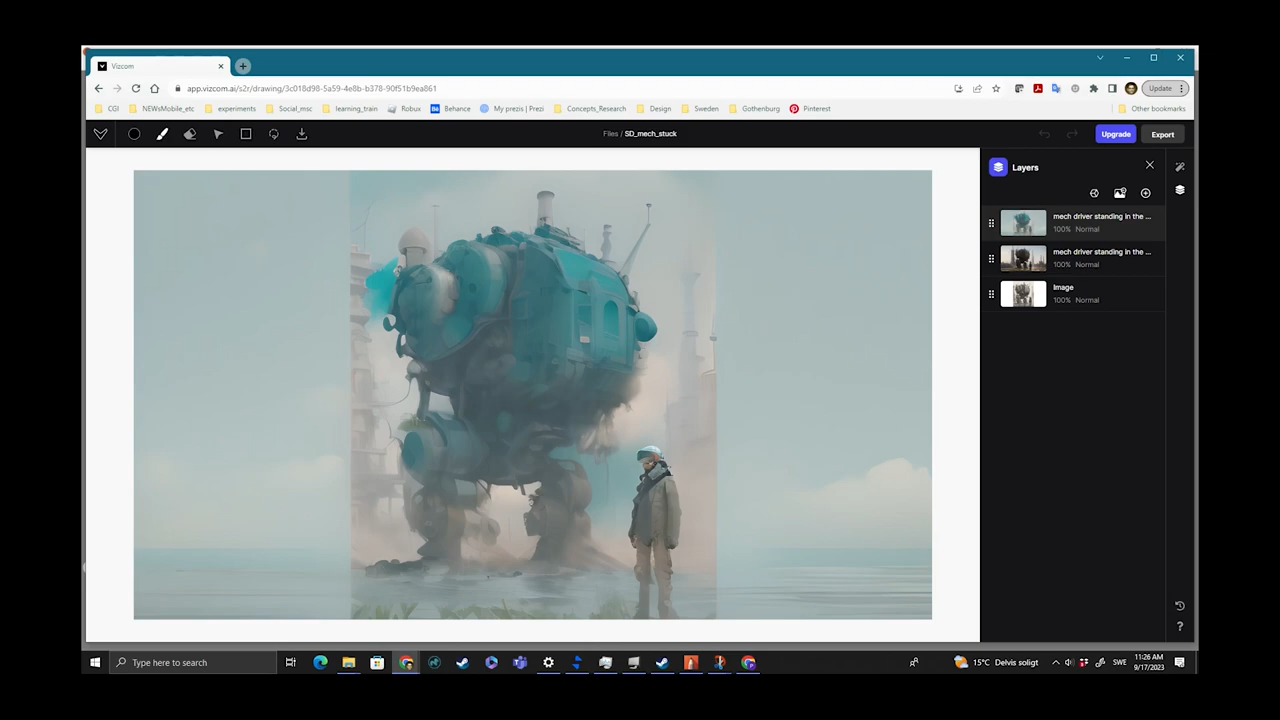 Vizcom
app.vizcom.ai/s2r/drawing/3c018d98-5a59-4e8b-b378-90f51b9ea861
Update
CGI NEWsMobile_etc experiments Social_msc learning_train Robux Behance My prezis | Prezi Concepts_Research Design Sweden Gothenburg Pinterest Other bookmarks
Files / SD_mech_stuck
Upgrade Export
Layers
mech driver standing in the ...
100% Normal
mech driver standing in the ...
100% Normal
Image
100% Normal
Type here to search
15°C Delvis soligt
SWE
11:26 AM
9/17/2023